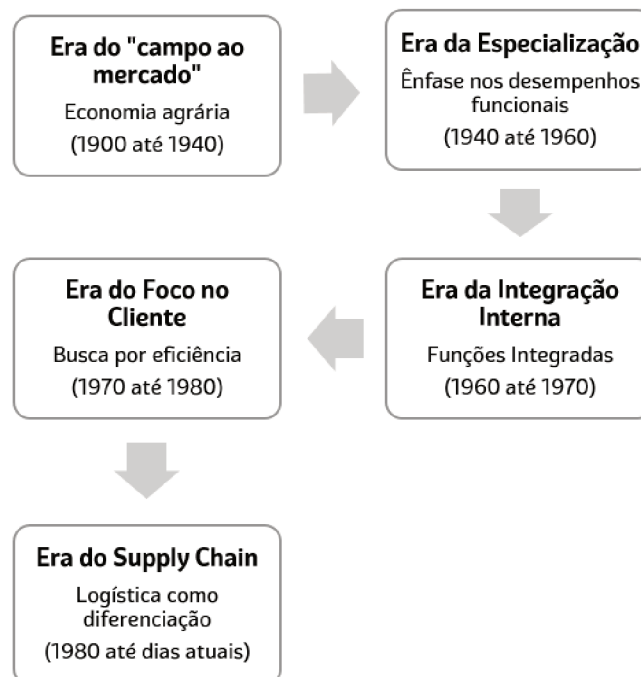 Era do "campo ao
mercado"
Economia agrária
(1900 até 1940)
Era da Especialização
Ênfase nos desempenhos
funcionais
(1940 até 1960)
Era da Integração
Interna
Funções Integradas
(1960 até 1970)
Era do Foco no
Cliente
Busca por eficiência
(1970 até 1980)
Era do Supply Chain
Logística como
diferenciação
(1980 até dias atuais)